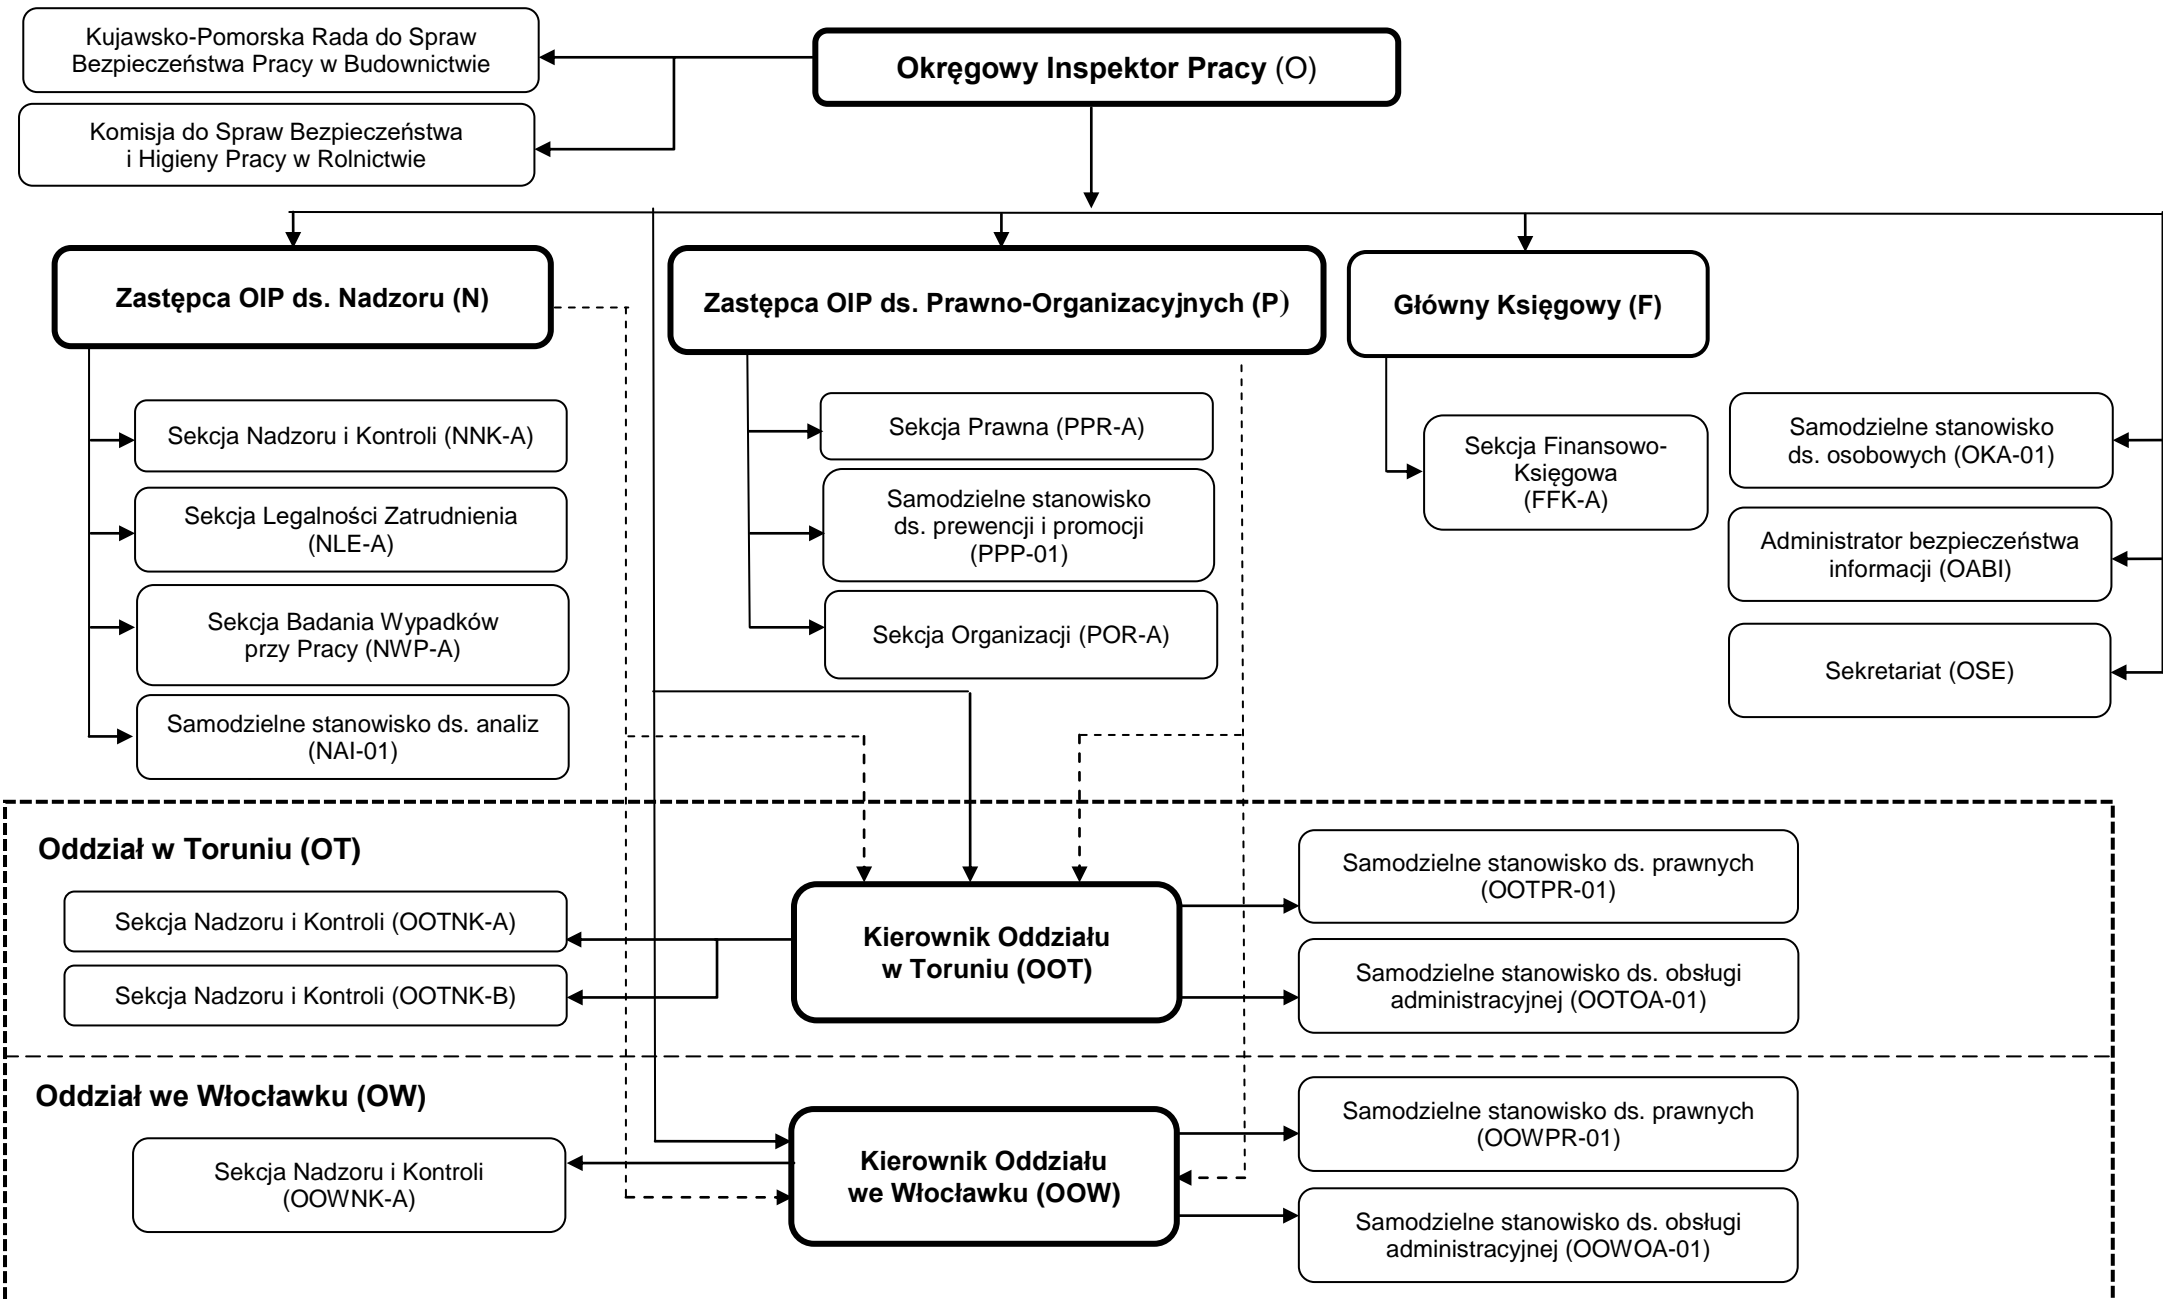 Kujawsko-Pomorska Rada do Spraw
Bezpieczeństwa Pracy w Budownictwie
Okręgowy Inspektor Pracy (O)
Komisja do Spraw Bezpieczeństwa
i Higieny Pracy w Rolnictwie
Zastępca OIP ds. Nadzoru (N)
Zastępca OIP ds. Prawno-Organizacyjnych (P)
Główny Księgowy (F)
Sekcja Nadzoru i Kontroli (NNK-A)
Sekcja Legalności Zatrudnienia
(NLE-A)
Sekcja Badania Wypadków
przy Pracy (NWP-A)
Samodzielne stanowisko ds. analiz
(NAI-01)
Sekcja Prawna (PPR-A)
Samodzielne stanowisko
ds. prewencji i promocji
(PPP-01)
Sekcja Organizacji (POR-A)
Sekcja Finansowo-
Księgowa
(FFK-A)
Samodzielne stanowisko
ds. osobowych (OKA-01)
Administrator bezpieczeństwa
informacji (OABI)
Sekretariat (OSE)
Oddział w Toruniu (OT)
Sekcja Nadzoru i Kontroli (OOTNK-A)
Sekcja Nadzoru i Kontroli (OOTNK-B)
Kierownik Oddziału
w Toruniu (OOT)
Samodzielne stanowisko ds. prawnych
(OOTPR-01)
Samodzielne stanowisko ds. obsługi
administracyjnej (OOTOA-01)
Oddział we Włocławku (OW)
Sekcja Nadzoru i Kontroli
(OOWNK-A)
Kierownik Oddziału
we Włocławku (OOW)
Samodzielne stanowisko ds. prawnych
(OOWPR-01)
Samodzielne stanowisko ds. obsługi
administracyjnej (OOWOA-01)